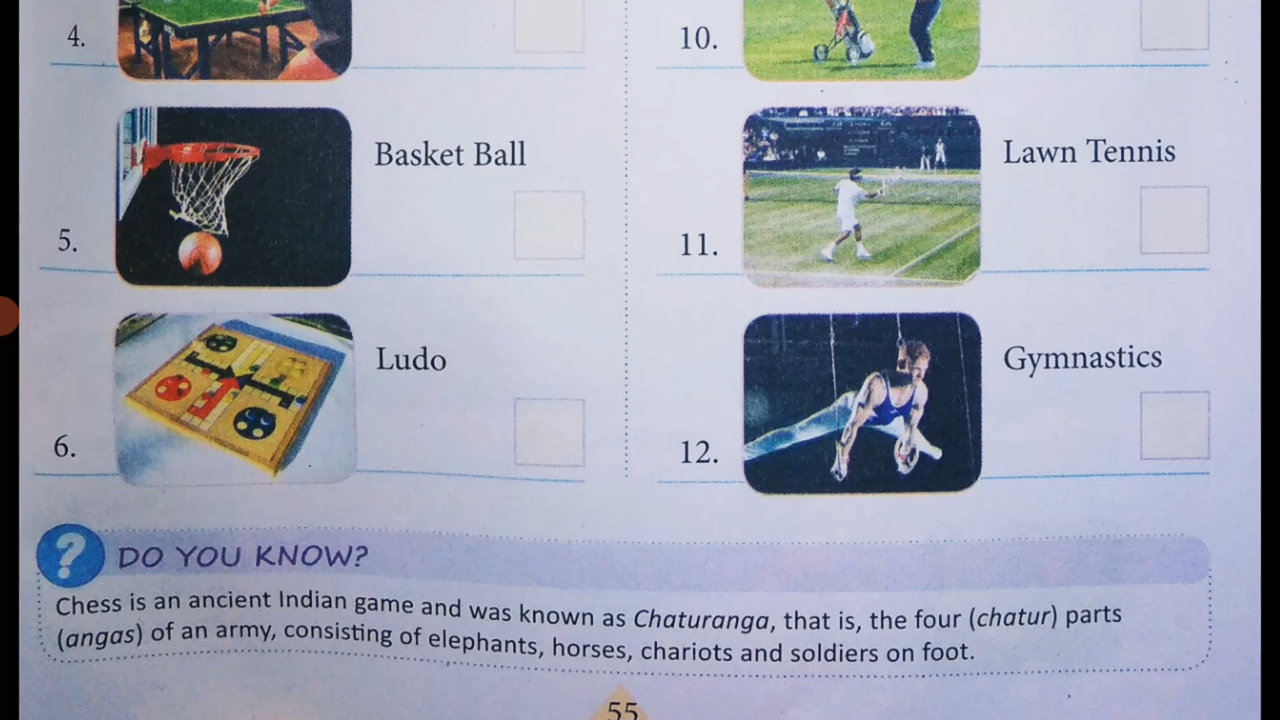 4.
5.
Basket Ball
6.
Ludo
10.
11.
Lawn Tennis
12.
Gymnastics
? DO YOU KNOW?
Chess is an ancient Indian game and was known as Chaturanga, that is, the four (chatur) parts
(angas) of an army, consisting of elephants, horses, chariots and soldiers on foot.
55